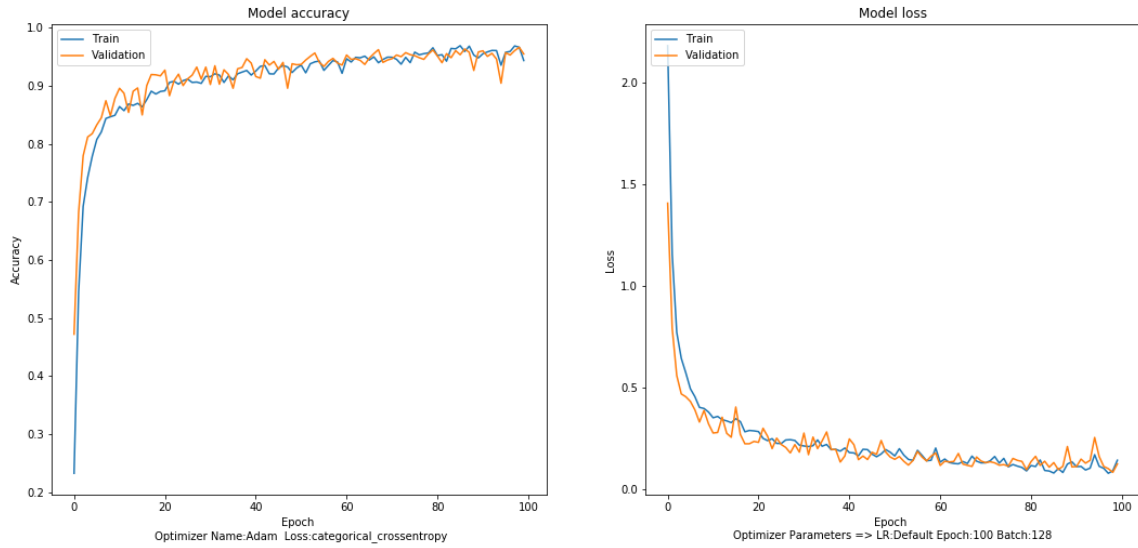 Model accuracy
Train
Validation
1.0
0.9
0.8
0.7
0.6
0.5
0.4
0.3
0.2
Accuracy
0
20
40
60
80
100
Epoch
Optimizer Name:Adam  Loss:categorical_crossentropy
Model loss
Train
Validation
2.0
1.5
1.0
0.5
0.0
Loss
0
20
40
60
80
100
Epoch
Optimizer Parameters => LR:Default Epoch:100 Batch:128